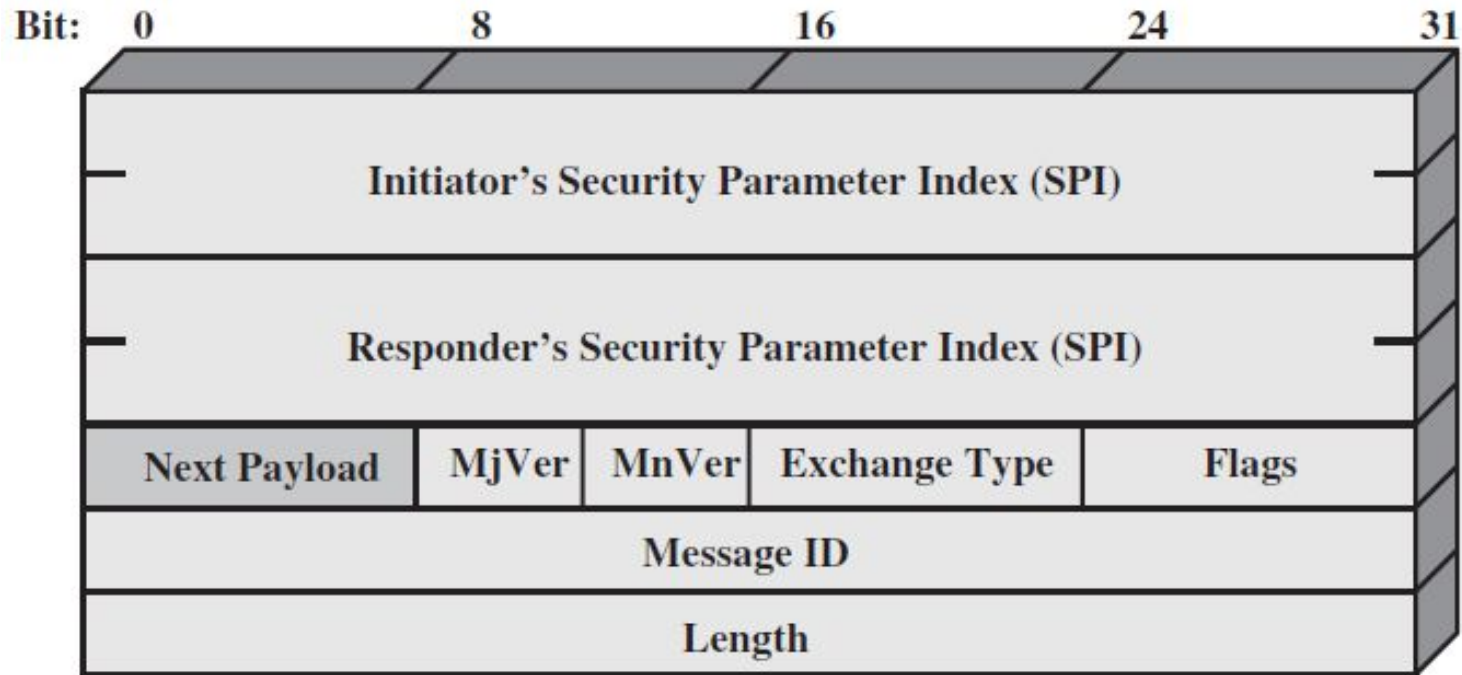 Bit: 0 8 16 24 31
Initiator’s Security Parameter Index (SPI)
Responder’s Security Parameter Index (SPI)
Next Payload MjVer MnVer Exchange Type Flags
Message ID
Length